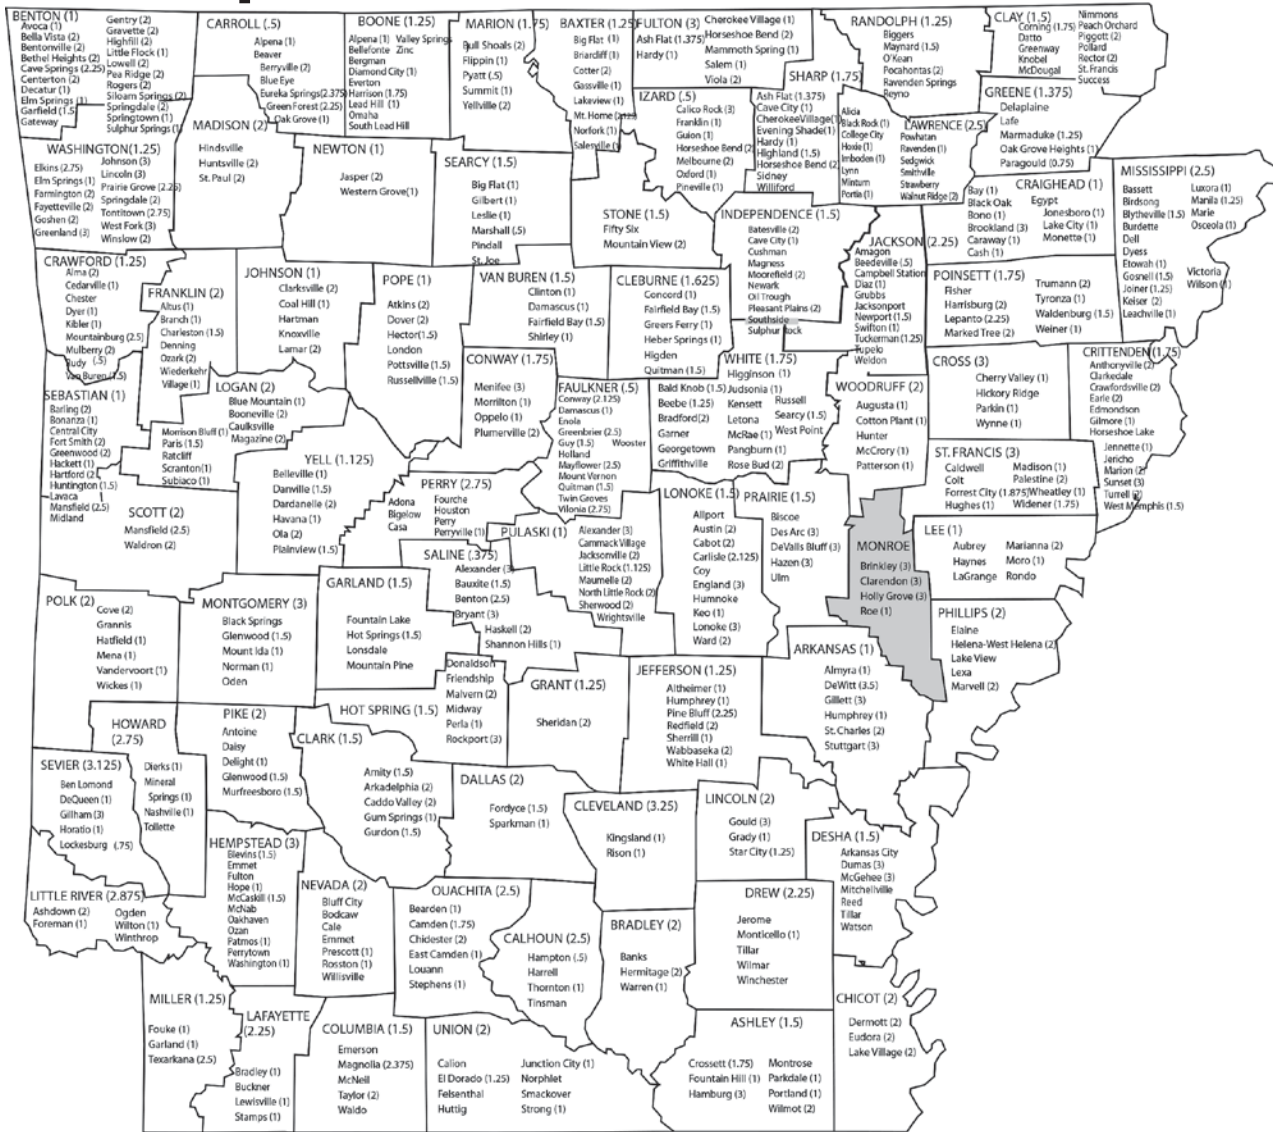 BENTON (1)
Avoca (1)
Bella Vista (2)
Bentonville (2)
Bethel Heights (2)
Cave Springs (2.25)
Centerton (2)
Decatur (1)
Elm Springs (1)
Garfield (1.5)
Gateway
Gentry (2)
Gravette (2)
Highfill (2)
Little Flock (1)
Lowell (2)
Pea Ridge (2)
Rogers (2)
Siloam Springs (2)
Springdale (2)
Springtown (1)
Sulphur Springs (1)
CARROLL (.5)
Alpena (1)
Beaver
Berryville (2)
Blue Eye
Eureka Springs (2.375)
Green Forest (2.25)
Oak Grove (1)
BOONE (1.25)
Alpena (1) Valley Springs
Bellefonte Zinc
Bergman
Diamond City (1)
Everton
Harrison (1.75)
Lead Hill (1)
Omaha
South Lead Hill
MARION (1.75)
Bull Shoals (2)
Flippin (1)
Pyatt (.5)
Summit (1)
Yellville (2)
BAXTER (1.25)
Big Flat (1)
Briarcliff (1)
Cotter (2)
Gassville (1)
Lakeview (1)
Mt. Home
Norfork (1)
Salesville
FULTON (3)
Ash Flat (1.375)
Hardy (1)
Cherokee Village (1)
Horseshoe Bend (2)
Mammoth Spring (1)
Salem (1)
Viola (2)
SHARP (1.75)
Ash Flat (1.375)
Cave City (1)
CherokeeVillage(1)
Evening Shade(1)
Hardy (1)
Highland (1.5)
Horseshoe Bend (2)
Sidney
Williford
RANDOLPH (1.25)
Biggers
Maynard (1.5)
O'Kean
Pocahontas (2)
Ravenden Springs
Reyno
CLAY (1.5)
Corning (1.75)
Datto
Greenway
Knobel
McDougal
Nimmons
Peach Orchard
Piggott (2)
Pollard
Rector (2)
St. Francis
Success
GREENE (1.375)
Delaplaine
Lafe
Marmaduke (1.25)
Oak Grove Heights (1)
Paragould (0.75)
IZARD (.5)
Calico Rock (3)
Franklin (1)
Guion (1)
Horseshoe Bend (2)
Melbourne (2)
Oxford (1)
Pineville (1)
LAWRENCE (2.5)
Alicia
Black Rock (1)
College City
Hoxie (1)
Imboden (1)
Lynn
Minturn
Portia (1)
Powhatan
Ravenden (1)
Sedgwick
Smithville
Strawberry
Walnut Ridge (2)
WASHINGTON(1.25)
Elkins (2.75)
Elm Springs (1)
Farmington (2)
Fayetteville (2)
Goshen (2)
Greenland (3)
Johnson (3)
Lincoln (3)
Prairie Grove (2.25)
Springdale (2)
Tontitown (2.75)
West Fork (3)
Winslow (2)
MADISON (2)
Hindsville
Huntsville (2)
St. Paul (2)
NEWTON (1)
Jasper (2)
Western Grove(1)
SEARCY (1.5)
Big Flat (1)
Gilbert (1)
Leslie (1)
Marshall (.5)
Pindall
St. Joe
STONE (1.5)
Fifty Six
Mountain View (2)
INDEPENDENCE (1.5)
Batesville (2)
Cave City (1)
Cushman
Magness
Moorefield (2)
Newark
Oil Trough
Pleasant Plains (2)
Southside
Sulphur Rock
JACKSON (2.25)
Amagon
Beedeville (.5)
Campbell Station
Diaz (1)
Grubbs
Jacksonport
Newport (1.5)
Swifton (1)
Tuckerman (1.25)
Tupelo
Weldon
CRAIGHEAD (1)
Bay (1)
Black Oak
Bono (1)
Brookland (3)
Caraway (1)
Cash (1)
Egypt
Jonesboro (1)
Lake City (1)
Monette (1)
MISSISSIPPI (2.5)
Bassett
Birdsong
Blytheville (1.5)
Burdette
Dell
Dyess
Etowah (1)
Gosnell (1.5)
Joiner (1.25)
Keiser (2)
Leachville (1)
Luxora (1)
Manila (1.25)
Marie
Osceola (1)
Victoria
Wilson (1)
CRAWFORD (1.25)
Alma (2)
Cedarville (1)
Chester
Dyer (1)
Kibler (1)
Mountainburg (2.5)
Mulberry (2)
Rudy (.5)
Van Buren (1.5)
FRANKLIN (2)
Altus (1)
Branch (1)
Charleston (1.5)
Denning
Ozark (2)
Wiederkehr
Village (1)
JOHNSON (1)
Clarksville (2)
Coal Hill (1)
Hartman
Knoxville
Lamar (2)
POPE (1)
Atkins (2)
Dover (2)
Hector(1.5)
London
Pottsville (1.5)
Russellville (1.5)
VAN BUREN (1.5)
Clinton (1)
Damascus (1)
Fairfield Bay (1.5)
Shirley (1)
CLEBURNE (1.625)
Concord (1)
Fairfield Bay (1.5)
Greers Ferry (1)
Heber Springs (1)
Higden
Quitman (1.5)
POINSETT (1.75)
Fisher
Harrisburg (2)
Lepanto (2.25)
Marked Tree (2)
Trumann (2)
Tyronza (1)
Waldenburg (1.5)
Weiner (1)
CONWAY (1.75)
Menifee (3)
Morrilton (1)
Oppelo (1)
Plumerville (2)
FAULKNER (.5)
Conway (2.125)
Damascus (1)
Enola
Greenbrier (2.5)
Guy (1.5) Wooster
Holland
Mayflower (2.5)
Mount Vernon
Quitman (1.5)
Twin Groves
Vilonia (2.75)
WHITE (1.75)
Bald Knob (1.5)
Beebe (1.25)
Bradford(2)
Garner
Georgetown
Griffithville
Higginson (1)
Judsonia (1)
Kensett
Letona
McRae (1)
Pangburn (1)
Rose Bud (2)
Russell
Searcy (1.5)
West Point
WOODRUFF (2)
Augusta (1)
Cotton Plant (1)
Hunter
McCrory (1)
Patterson (1)
CROSS (3)
Cherry Valley (1)
Hickory Ridge
Parkin (1)
Wynne (1)
CRITTENDEN (1.75)
Anthonyville (2)
Clarkedale
Crawfordsville (2)
Earle (2)
Edmondson
Gilmore (1)
Horseshoe Lake
Jennette (1)
Jericho
Marion (2)
Sunset (3)
Turrell
West Memphis (1.5)
SEBASTIAN (1)
Barling (2)
Bonanza (1)
Central City
Fort Smith (2)
Greenwood (2)
Hackett (1)
Hartford (2)
Huntington (1.5)
Lavaca
Mansfield (2.5)
Midland
LOGAN (2)
Blue Mountain (1)
Booneville (2)
Caulksville
Magazine (2)
Morrison Bluff (1)
Paris (1.5)
Ratcliff
Scranton(1)
Subiaco (1)
YELL (1.125)
Belleville (1)
Danville (1.5)
Dardanelle (2)
Havana (1)
Ola (2)
Plainview (1.5)
PERRY (2.75)
Adona
Bigelow
Casa
Fourche
Houston
Perry
Perryville (1)
ST. FRANCIS (3)
Caldwell
Colt
Forrest City (1.875)
Hughes (1)
Madison (1)
Palestine (2)
Wheatley (1)
Widener (1.75)
SCOTT (2)
Mansfield (2.5)
Waldron (2)
PULASKI (1)
Alexander (3)
Cammack Village
Jacksonville (2)
Little Rock (1.125)
Maumelle (2)
North Little Rock (2)
Sherwood (2)
Wrightsville
LONOKE (1.5)
Allport
Austin (2)
Cabot (2)
Carlisle (2.125)
Coy
England (3)
Humnoke
Keo (1)
Lonoke (3)
Ward (2)
PRAIRIE (1.5)
Biscoe
Des Arc (3)
DeValls Bluff (3)
Hazen (3)
Ulm
MONROE
Brinkley (3)
Clarendon (3)
Holly Grove (3)
Roe (1)
LEE (1)
Aubrey
Haynes
LaGrange
Marianna (2)
Moro (1)
Rondo
SALINE (.375)
Alexander (3)
Bauxite (1.5)
Benton (2.5)
Bryant (3)
Haskell (2)
Shannon Hills (1)
GARLAND (1.5)
Fountain Lake
Hot Springs (1.5)
Lonsdale
Mountain Pine
MONTGOMERY (3)
Black Springs
Glenwood (1.5)
Mount Ida (1)
Norman (1)
Oden
POLK (2)
Cove (2)
Grannis
Hatfield (1)
Mena (1)
Vandervoort (1)
Wickes (1)
PHILLIPS (2)
Elaine
Helena-West Helena (2)
Lake View
Lexa
Marvell (2)
ARKANSAS (1)
Almyra (1)
DeWitt (3.5)
Gillett (3)
Humphrey (1)
St. Charles (2)
Stuttgart (3)
JEFFERSON (1.25)
Altheimer (1)
Humphrey (1)
Pine Bluff (2.25)
Redfield (2)
Sherrill (1)
Wabbaseka (2)
White Hall (1)
GRANT (1.25)
Sheridan (2)
HOT SPRING (1.5)
Donaldson
Friendship
Malvern (2)
Midway
Perla (1)
Rockport (3)
HOWARD
(2.75)
Dierks (1)
Mineral
Springs (1)
Nashville (1)
Tollette
PIKE (2)
Antoine
Daisy
Delight (1)
Glenwood (1.5)
Murfreesboro (1.5)
CLARK (1.5)
Amity (1.5)
Arkadelphia (2)
Caddo Valley (2)
Gum Springs (1)
Gurdon (1.5)
SEVIER (3.125)
Ben Lomond
DeQueen (1)
Gillham (3)
Horatio (1)
Lockesburg (.75)
DALLAS (2)
Fordyce (1.5)
Sparkman (1)
CLEVELAND (3.25)
Kingsland (1)
Rison (1)
LINCOLN (2)
Gould (3)
Grady (1)
Star City (1.25)
DESHA (1.5)
Arkansas City
Dumas (3)
McGehee (3)
Mitchellville
Reed
Tillar
Watson
HEMPSTEAD (3)
Blevins (1.5)
Emmet
Fulton
Hope (1)
McCaskill (1.5)
McNab
Oakhaven
Ozan
Patmos (1)
Perrytown
Washington (1)
LITTLE RIVER (2.875)
Ashdown (2)
Foreman (1)
Ogden
Wilton (1)
Winthrop
NEVADA (2)
Bluff City
Bodcaw
Cale
Emmet
Prescott (1)
Rosston (1)
Willisville
OUACHITA (2.5)
Bearden (1)
Camden (1.75)
Chidester (2)
East Camden (1)
Louann
Stephens (1)
CALHOUN (2.5)
Hampton (.5)
Harrell
Thornton (1)
Tinsman
BRADLEY (2)
Banks
Hermitage (2)
Warren (1)
DREW (2.25)
Jerome
Monticello (1)
Tillar
Wilmar
Winchester
MILLER (1.25)
Fouke (1)
Garland (1)
Texarkana (2.5)
LAFAYETTE
(2.25)
Bradley (1)
Buckner
Lewisville (1)
Stamps (1)
COLUMBIA (1.5)
Emerson
Magnolia (2.375)
McNeil
Taylor (2)
Waldo
UNION (2)
Calion
El Dorado (1.25)
Felsenthal
Huttig
Junction City (1)
Norphlet
Smackover
Strong (1)
ASHLEY (1.5)
Crossett (1.75)
Fountain Hill (1)
Hamburg (3)
Montrose
Parkdale (1)
Portland (1)
Wilmot (2)
CHICOT (2)
Dermott (2)
Eudora (2)
Lake Village (2)